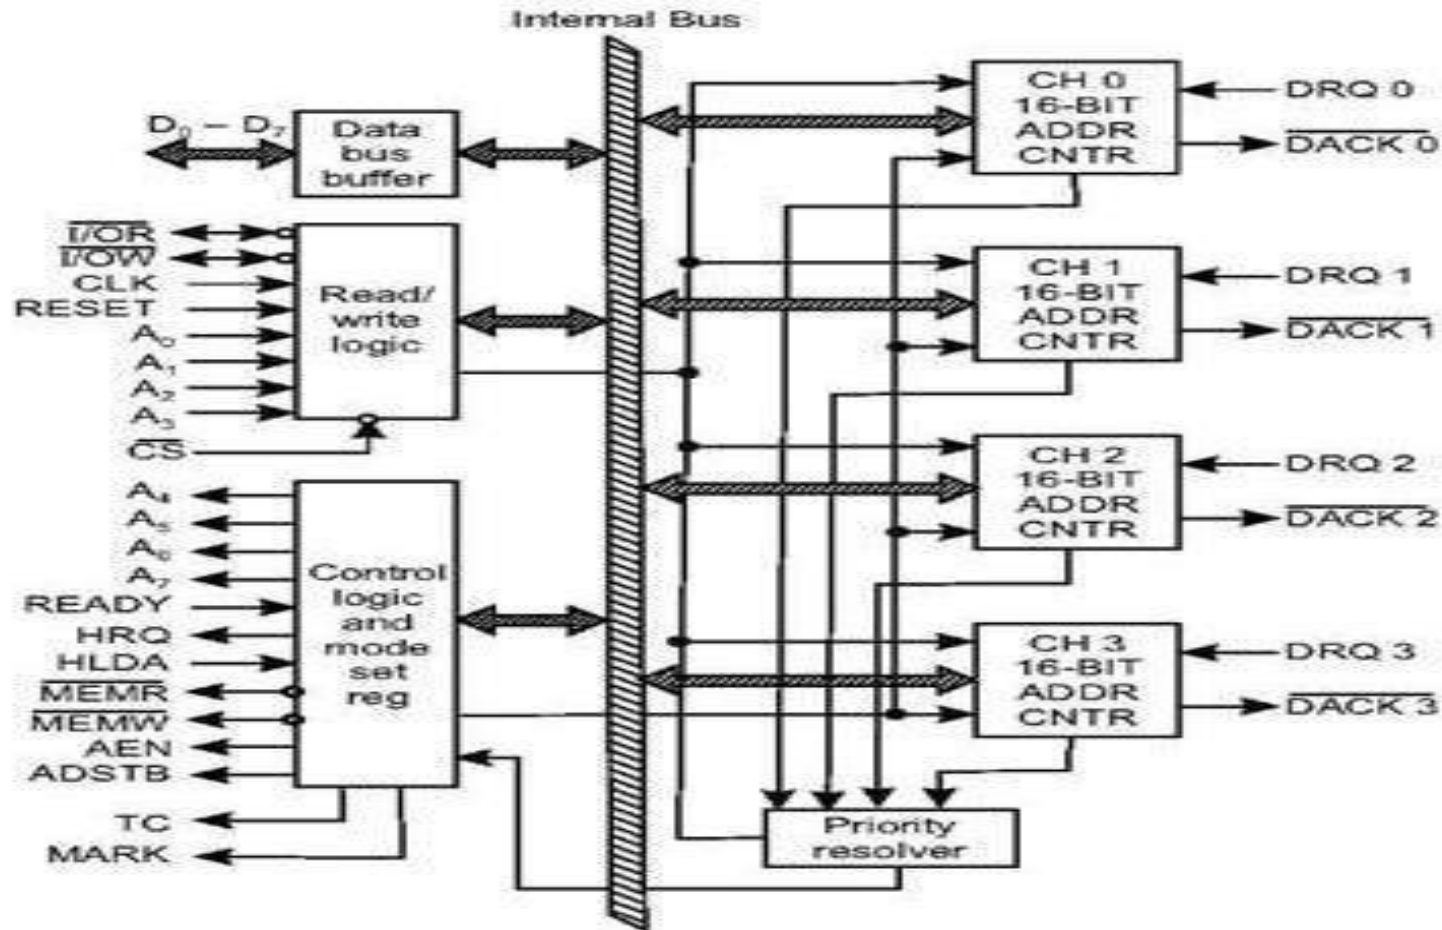 Internal Bus
D₀ – D₇
Data
bus
buffer
I/OR
I/OW
CLK
RESET
A₀
A₁
A₂
A₃
CS
Read/
write
logic
A₄
A₅
A₆
A₇
READY
HRQ
HLDA
MEMR
MEMW
AEN
ADSTB
TC
MARK
Control
logic
and
mode
set
reg
CH 0
16-BIT
ADDR
CNTR
DRQ 0
DACK 0
CH 1
16-BIT
ADDR
CNTR
DRQ 1
DACK 1
CH 2
16-BIT
ADDR
CNTR
DRQ 2
DACK 2
CH 3
16-BIT
ADDR
CNTR
DRQ 3
DACK 3
Priority
resolver